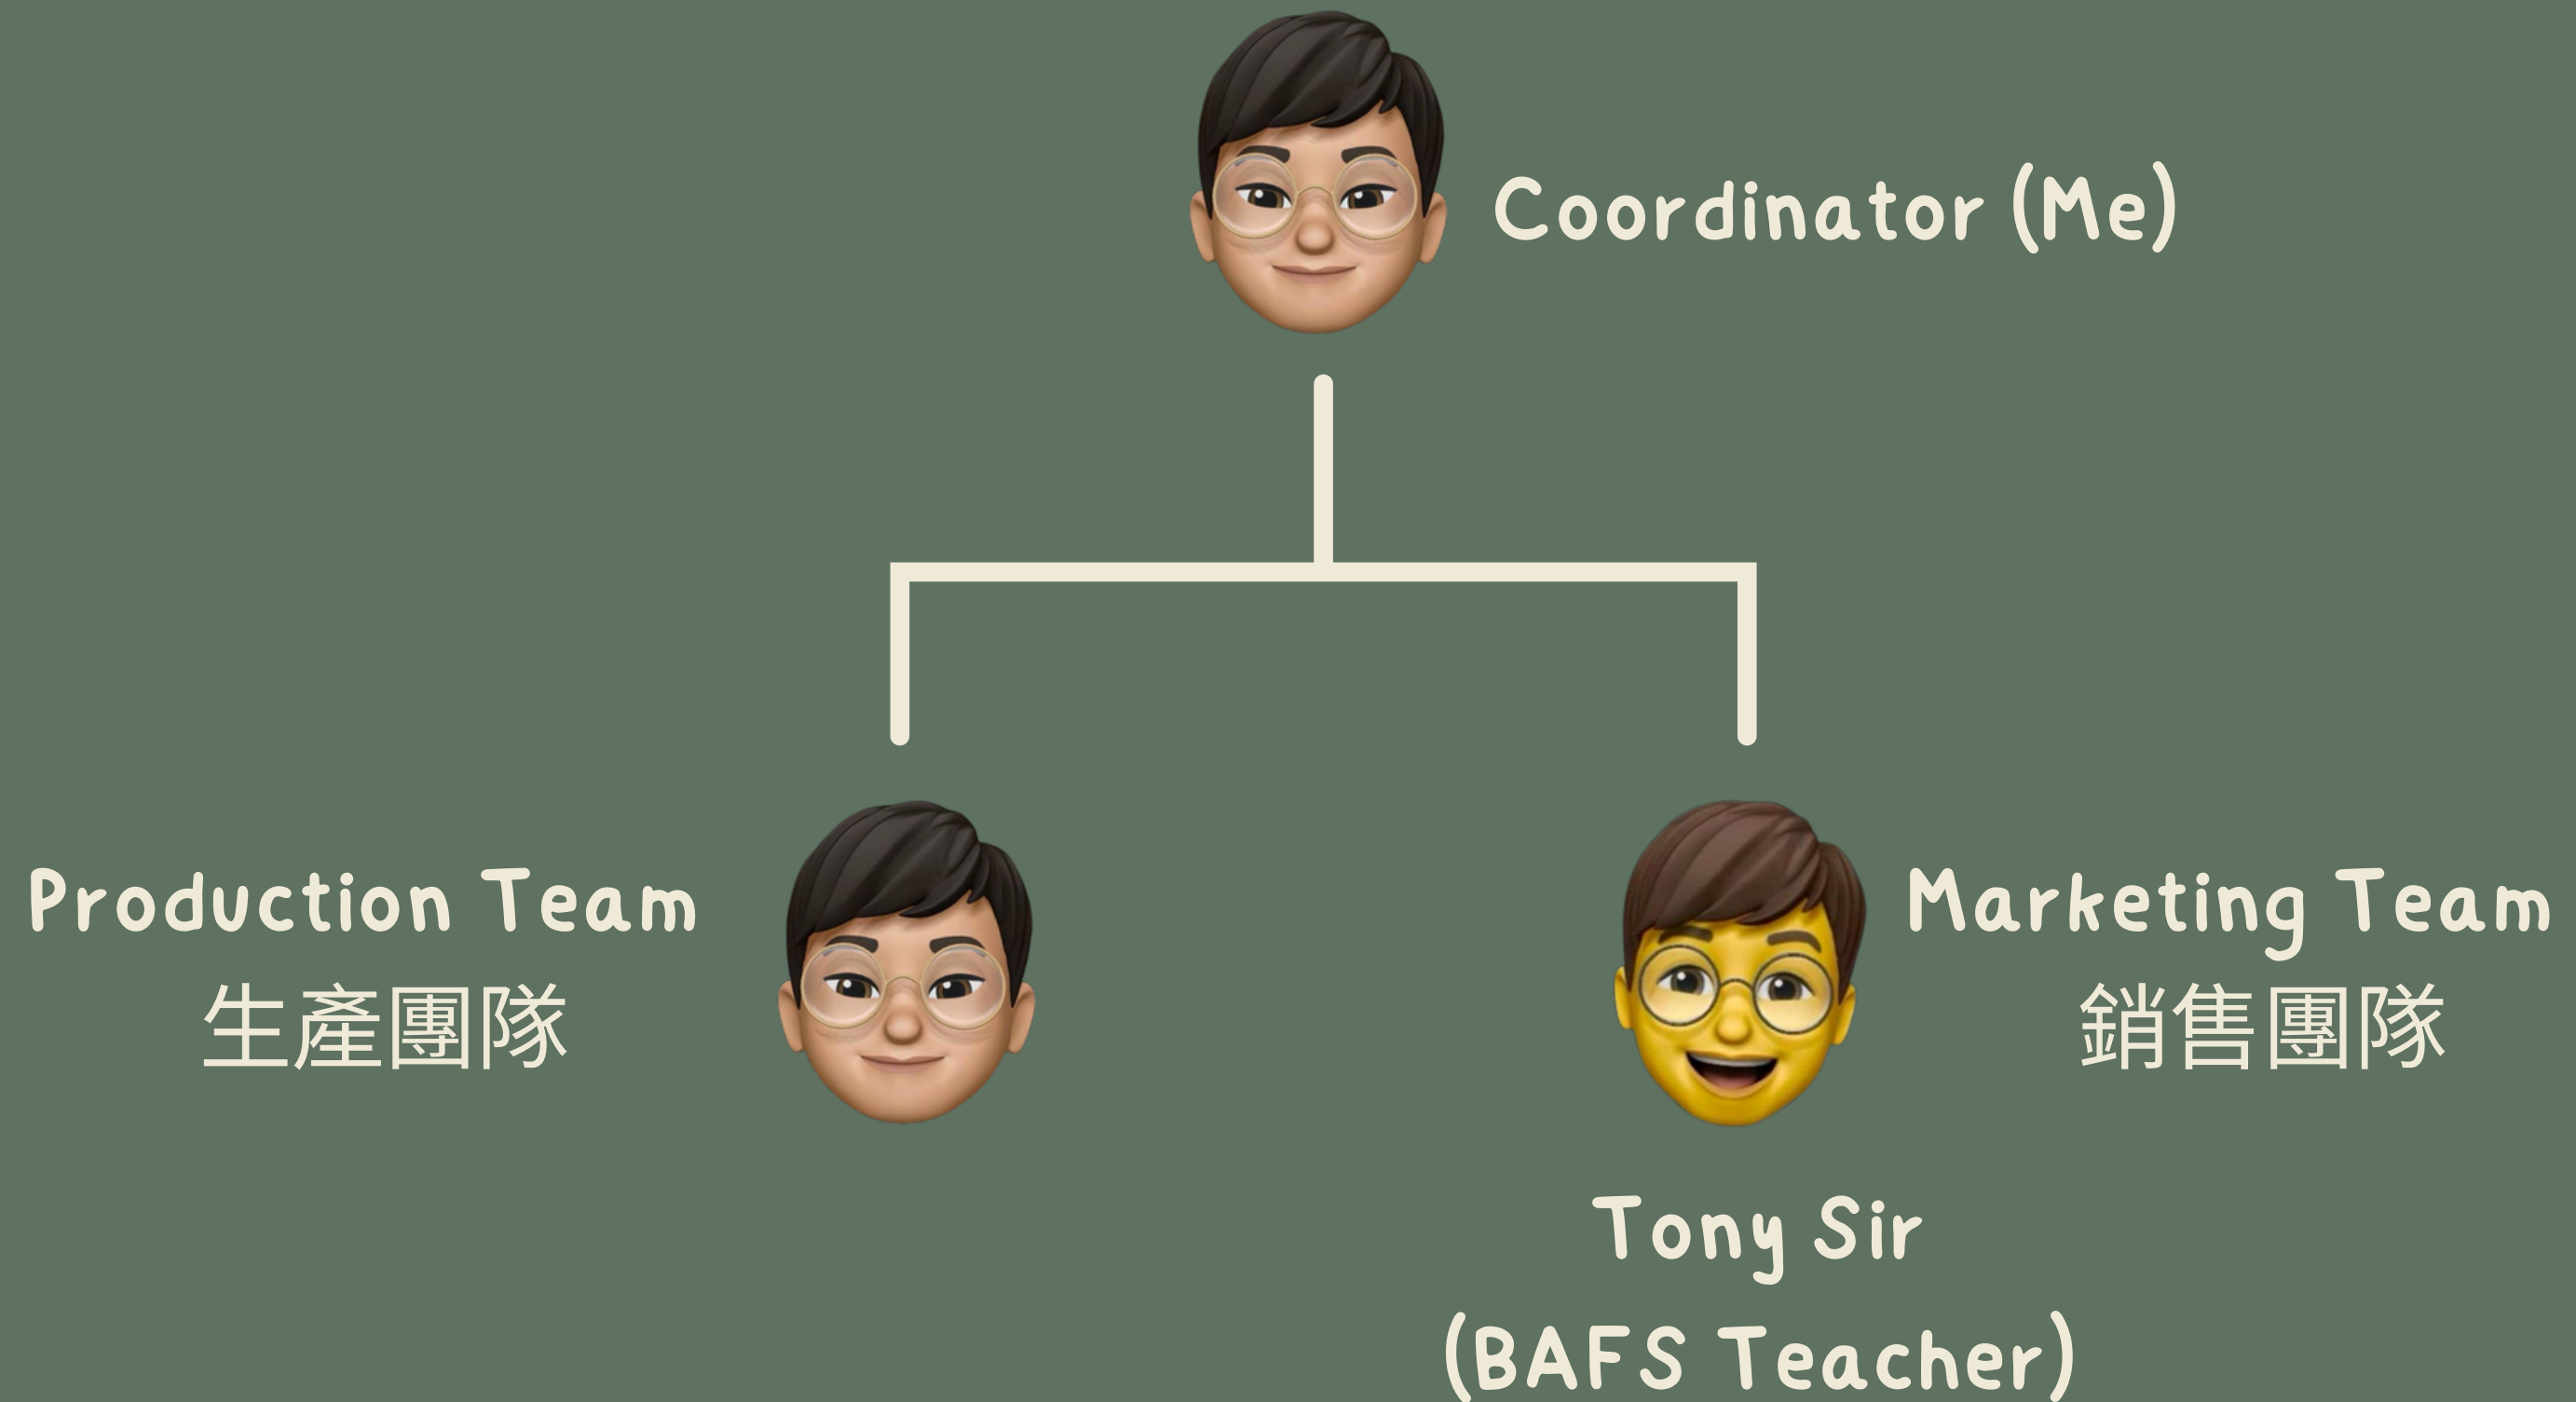 Coordinator (Me)
Production Team
生產團隊
Marketing Team
銷售團隊
Tony Sir
(BAFS Teacher)